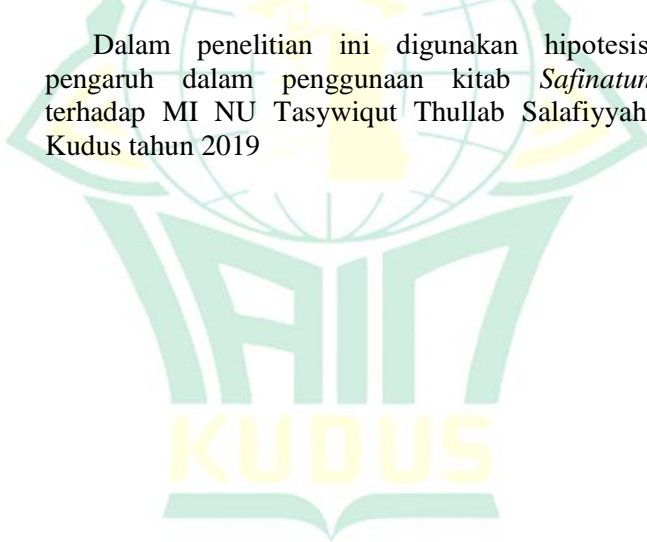 Dalam penelitian ini digunakan hipotesis
pengaruh dalam penggunaan kitab Safinatun
terhadap MI NU Tasywiqut Thullab Salafiyyah
Kudus tahun 2019
IAIN
KUDUS